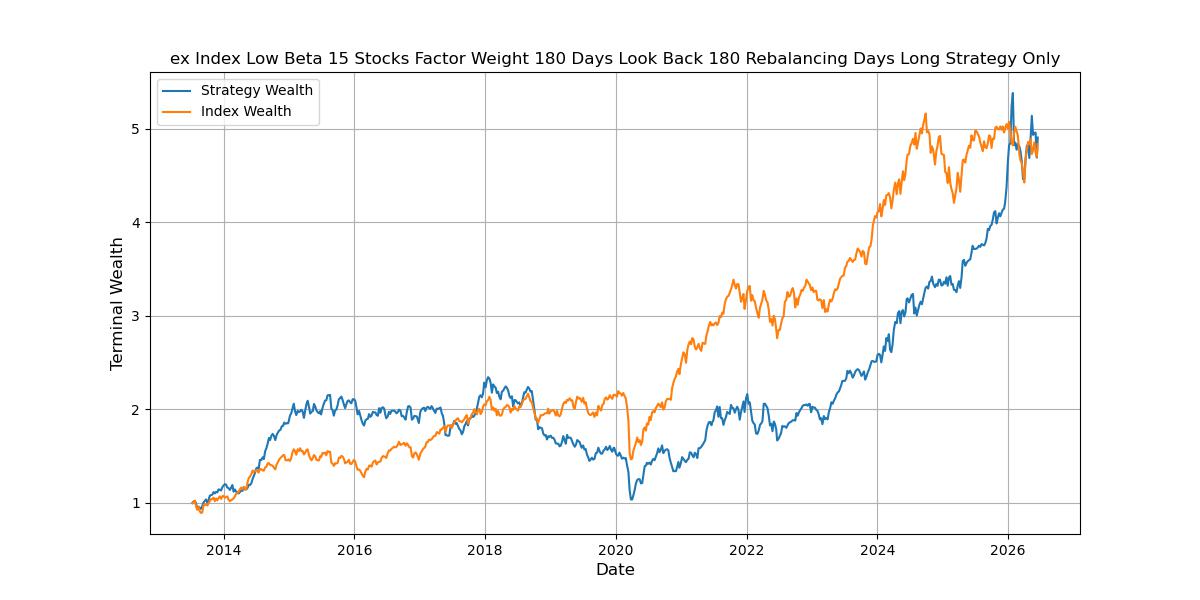 ex Index Low Beta 15 Stocks Factor Weight 180 Days Look Back 180 Rebalancing Days Long Strategy Only
Strategy Wealth
Index Wealth
Terminal Wealth
5
4
3
2
1
2014 2016 2018 2020 2022 2024 2026
Date